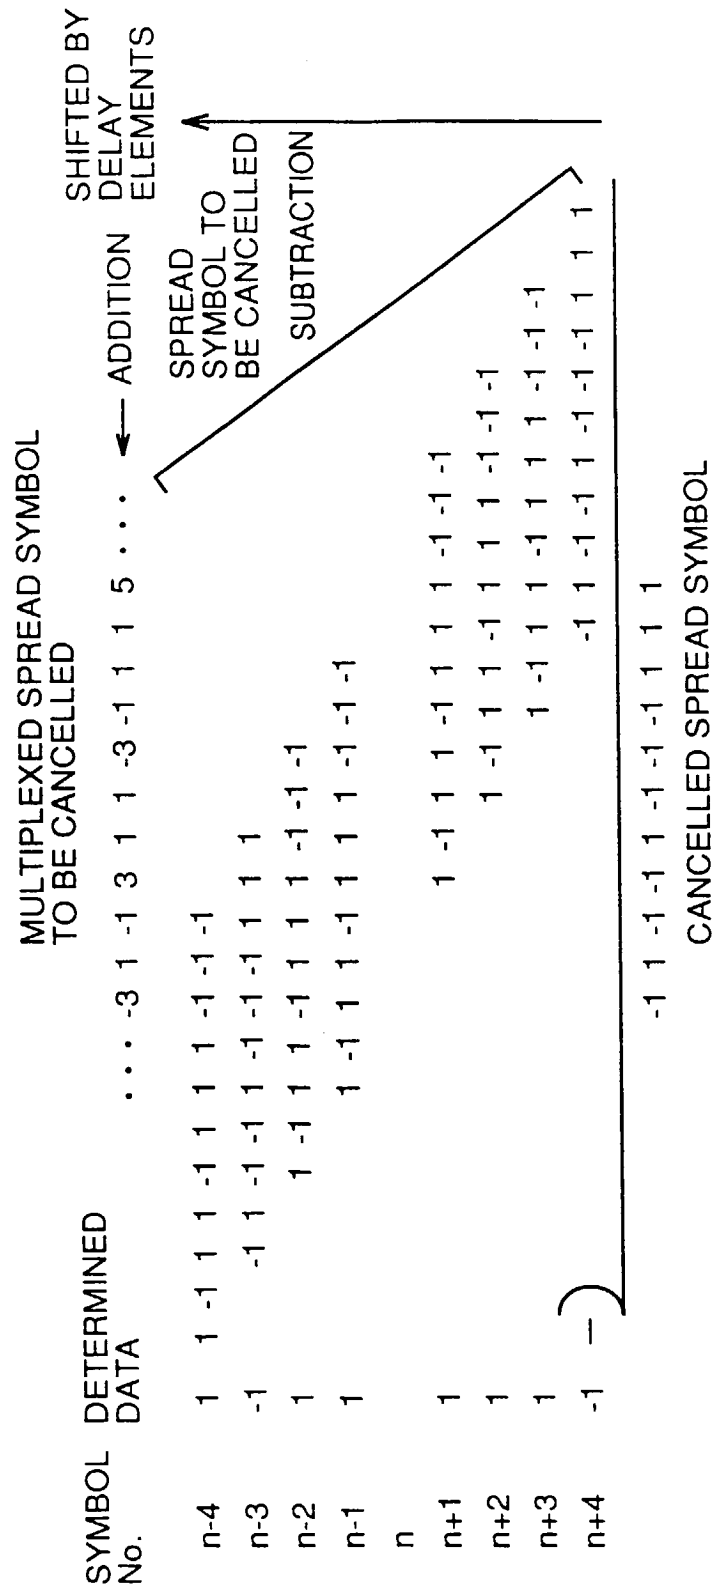 MULTIPLEXED SPREAD SYMBOL
TO BE CANCELLED
SYMBOL No.
DETERMINED DATA
· · · -3 1 -1 3 1 1 -3 -1 1 1 5 · · · ·
ADDITION
SHIFTED BY
DELAY
ELEMENTS
SPREAD
SYMBOL TO
BE CANCELLED
SUBTRACTION
n-4 1 1 -1 1 1 -1 1 1 1 -1 -1 -1
n-3 -1 -1 1 -1 -1 1 -1 -1 -1 1 1 1
n-2 1 1 -1 1 1 -1 1 1 1 -1 -1 -1
n-1 1 1 -1 1 1 -1 1 1 1 -1 -1 -1
n
n+1 1 1 -1 1 1 -1 1 1 1 -1 -1 -1
n+2 1 1 -1 1 1 -1 1 1 1 -1 -1 -1
n+3 1 1 -1 1 1 -1 1 1 1 -1 -1 -1
n+4 -1 — -1 1 -1 -1 1 -1 -1 -1 1 1 1
-1 1 -1 -1 1 -1 -1 -1 1 1 1
CANCELLED SPREAD SYMBOL